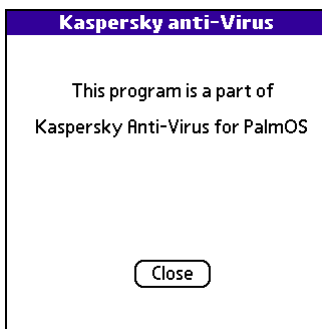 Kaspersky anti-Virus
This program is a part of
Kaspersky Anti-Virus for PalmOS
Close